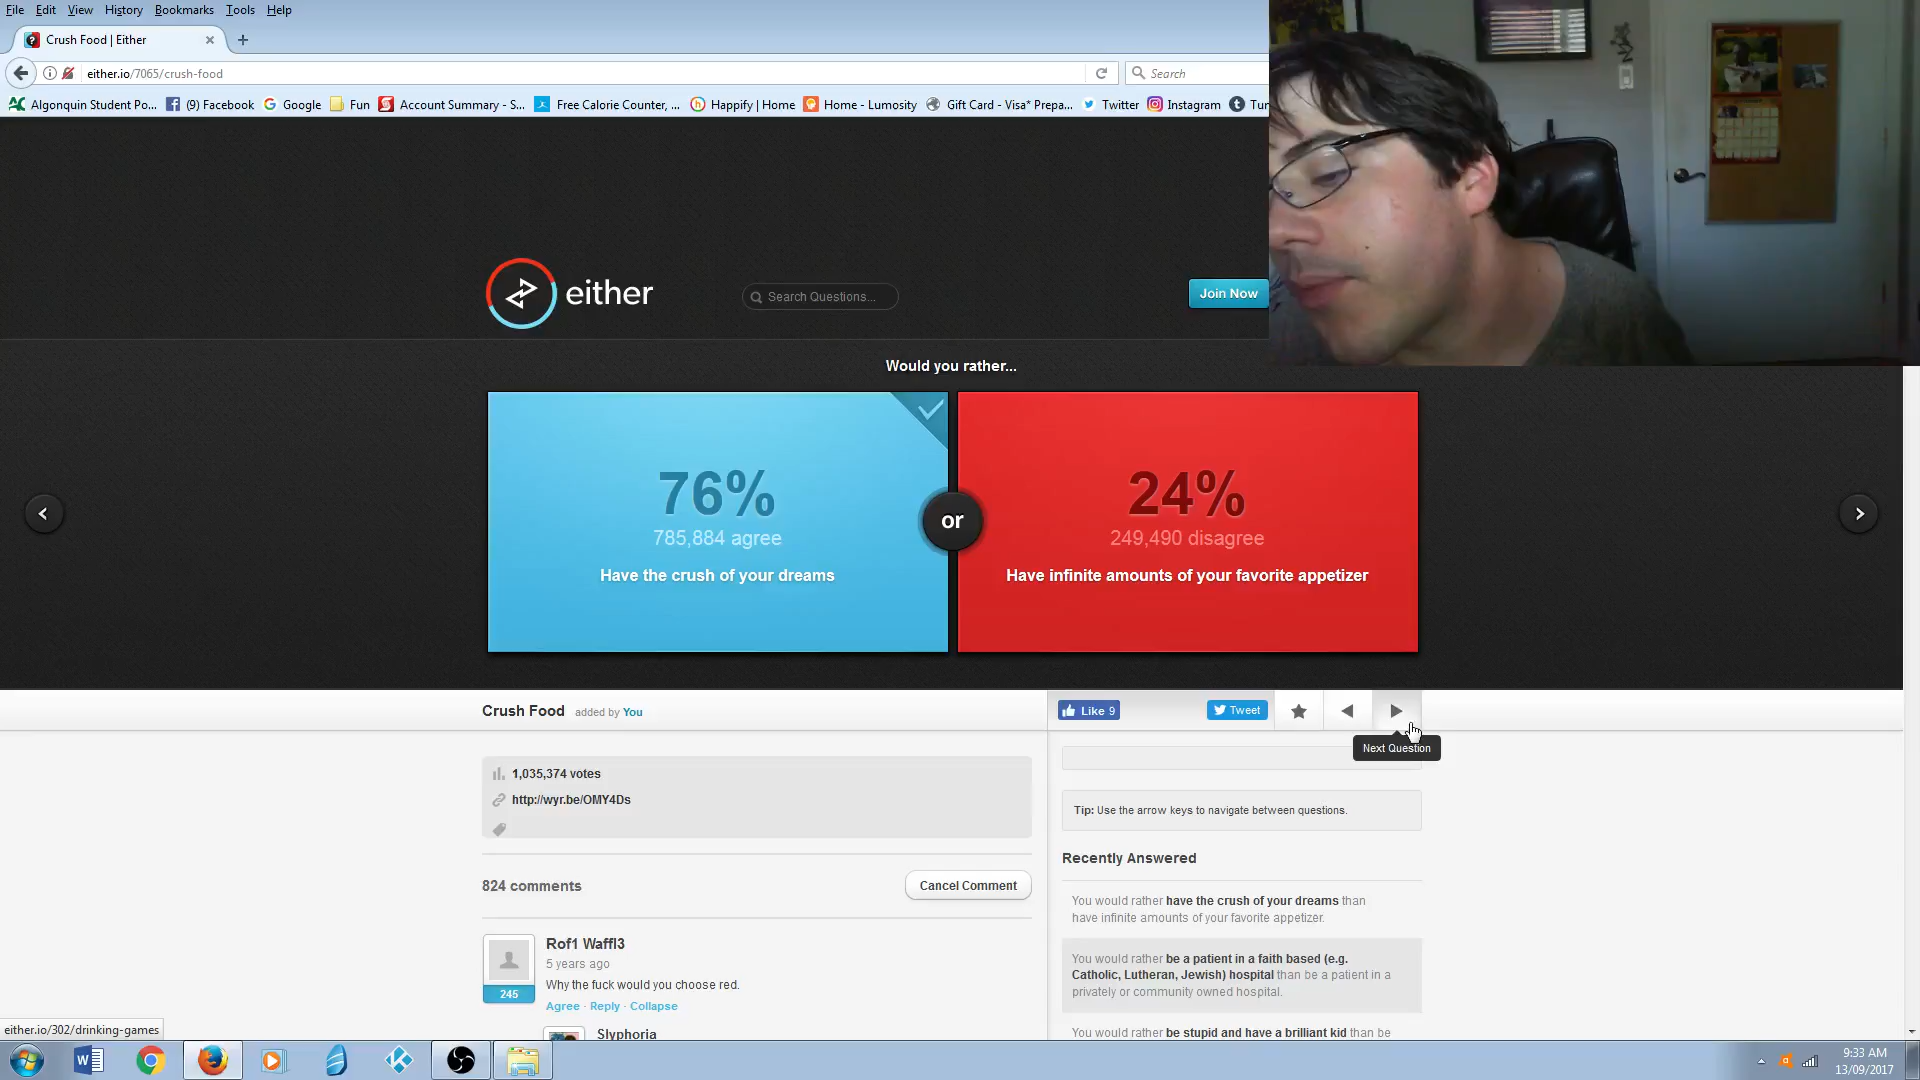 File Edit View History Bookmarks Tools Help
Crush Food | Either
either.io/7065/crush-food
Search
Algonquin Student Po... (9) Facebook Google Fun Account Summary - S... Free Calorie Counter, ... Happify | Home Home - Lumosity Gift Card - Visa* Prepa... Twitter Instagram
either
Search Questions...
Join Now
Would you rather...
76%
785,884 agree
Have the crush of your dreams
or
24%
249,490 disagree
Have infinite amounts of your favorite appetizer
Crush Food added by You
Like 9
Tweet
Next Question
1,035,374 votes
http://wyr.be/OMY4Ds
Tip: Use the arrow keys to navigate between questions.
Recently Answered
824 comments
Cancel Comment
You would rather have the crush of your dreams than
have infinite amounts of your favorite appetizer.
Rof1 Waffl3
5 years ago
Why the fuck would you choose red.
245
Agree · Reply · Collapse
You would rather be a patient in a faith based (e.g.
Catholic, Lutheran, Jewish) hospital than be a patient in a
privately or community owned hospital.
Slyphoria
You would rather be stupid and have a brilliant kid than be
either.io/302/drinking-games
9:33 AM
13/09/2017